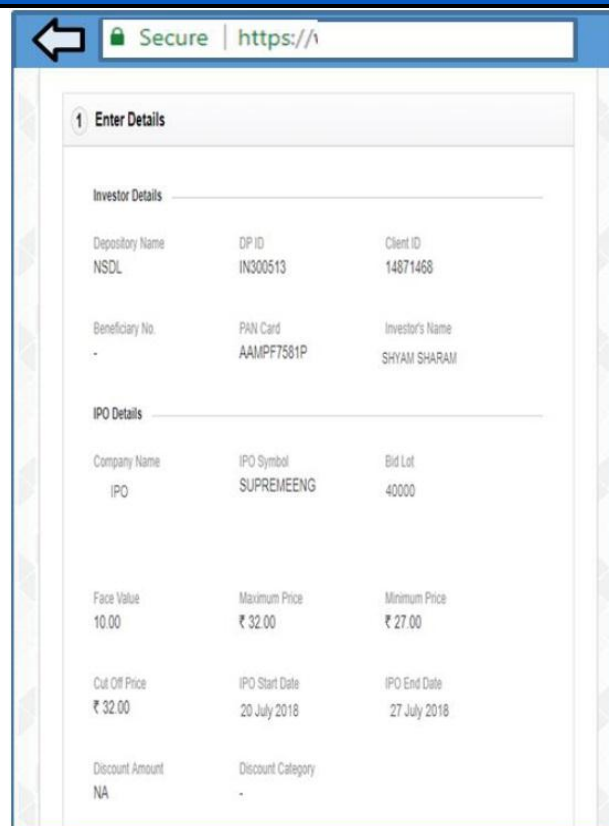 Secure | https://
1 Enter Details
Investor Details
Depository Name DP ID Client ID
NSDL IN300513 14871468
Beneficiary No. PAN Card Investor's Name
- AAMPF7581P SHYAM SHARAM
IPO Details
Company Name IPO Symbol Bid Lot
IPO SUPREMEENG 40000
Face Value Maximum Price Minimum Price
10.00 ₹ 32.00 ₹ 27.00
Cut Off Price IPO Start Date IPO End Date
₹ 32.00 20 July 2018 27 July 2018
Discount Amount Discount Category
NA -